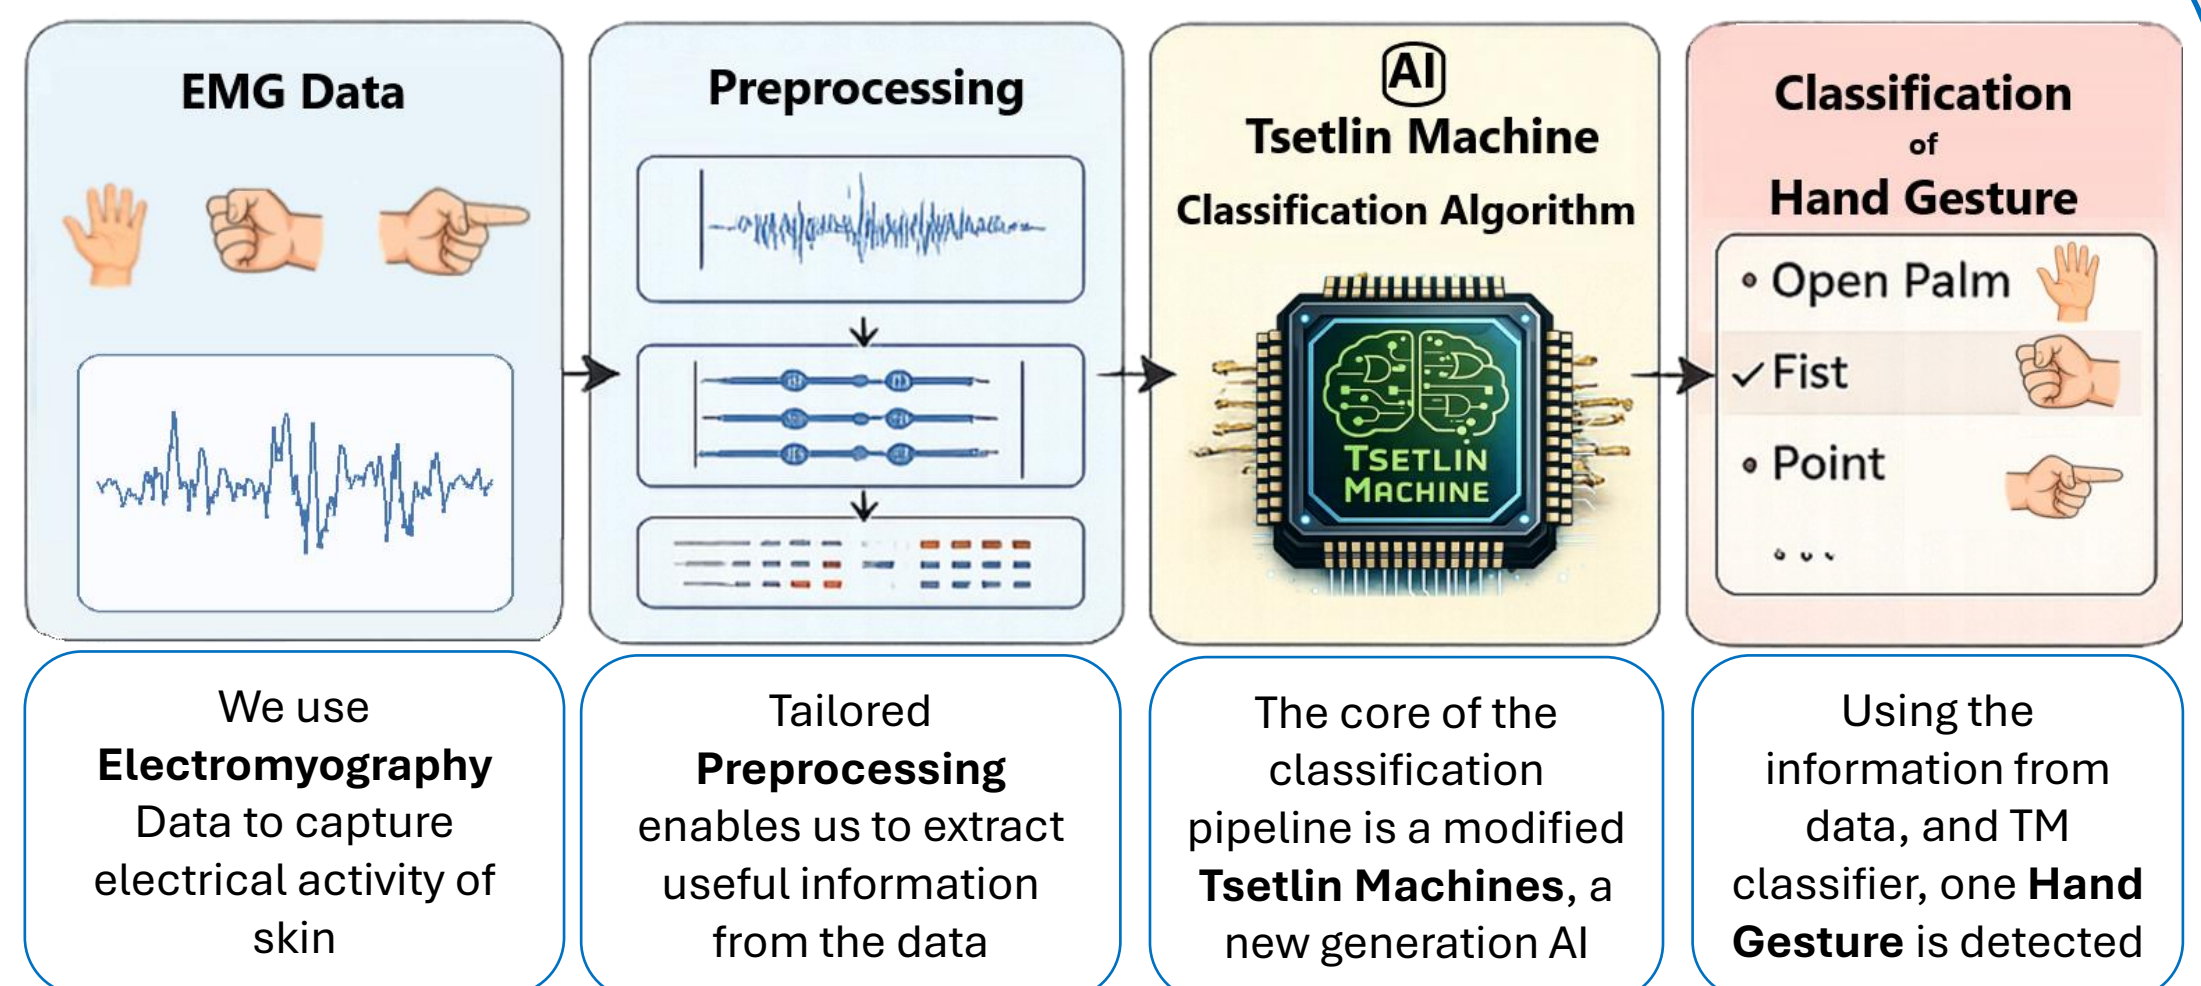 EMG Data
We use
Electromyography
Data to capture
electrical activity of
skin
Preprocessing
Tailored
Preprocessing
enables us to extract
useful information
from the data
AI
Tsetlin Machine
Classification Algorithm
TSETLIN
MACHINE
The core of the
classification
pipeline is a modified
Tsetlin Machines, a
new generation AI
Classification
of
Hand Gesture
• Open Palm
✓ Fist
• Point
...
Using the
information from
data, and TM
classifier, one Hand
Gesture is detected